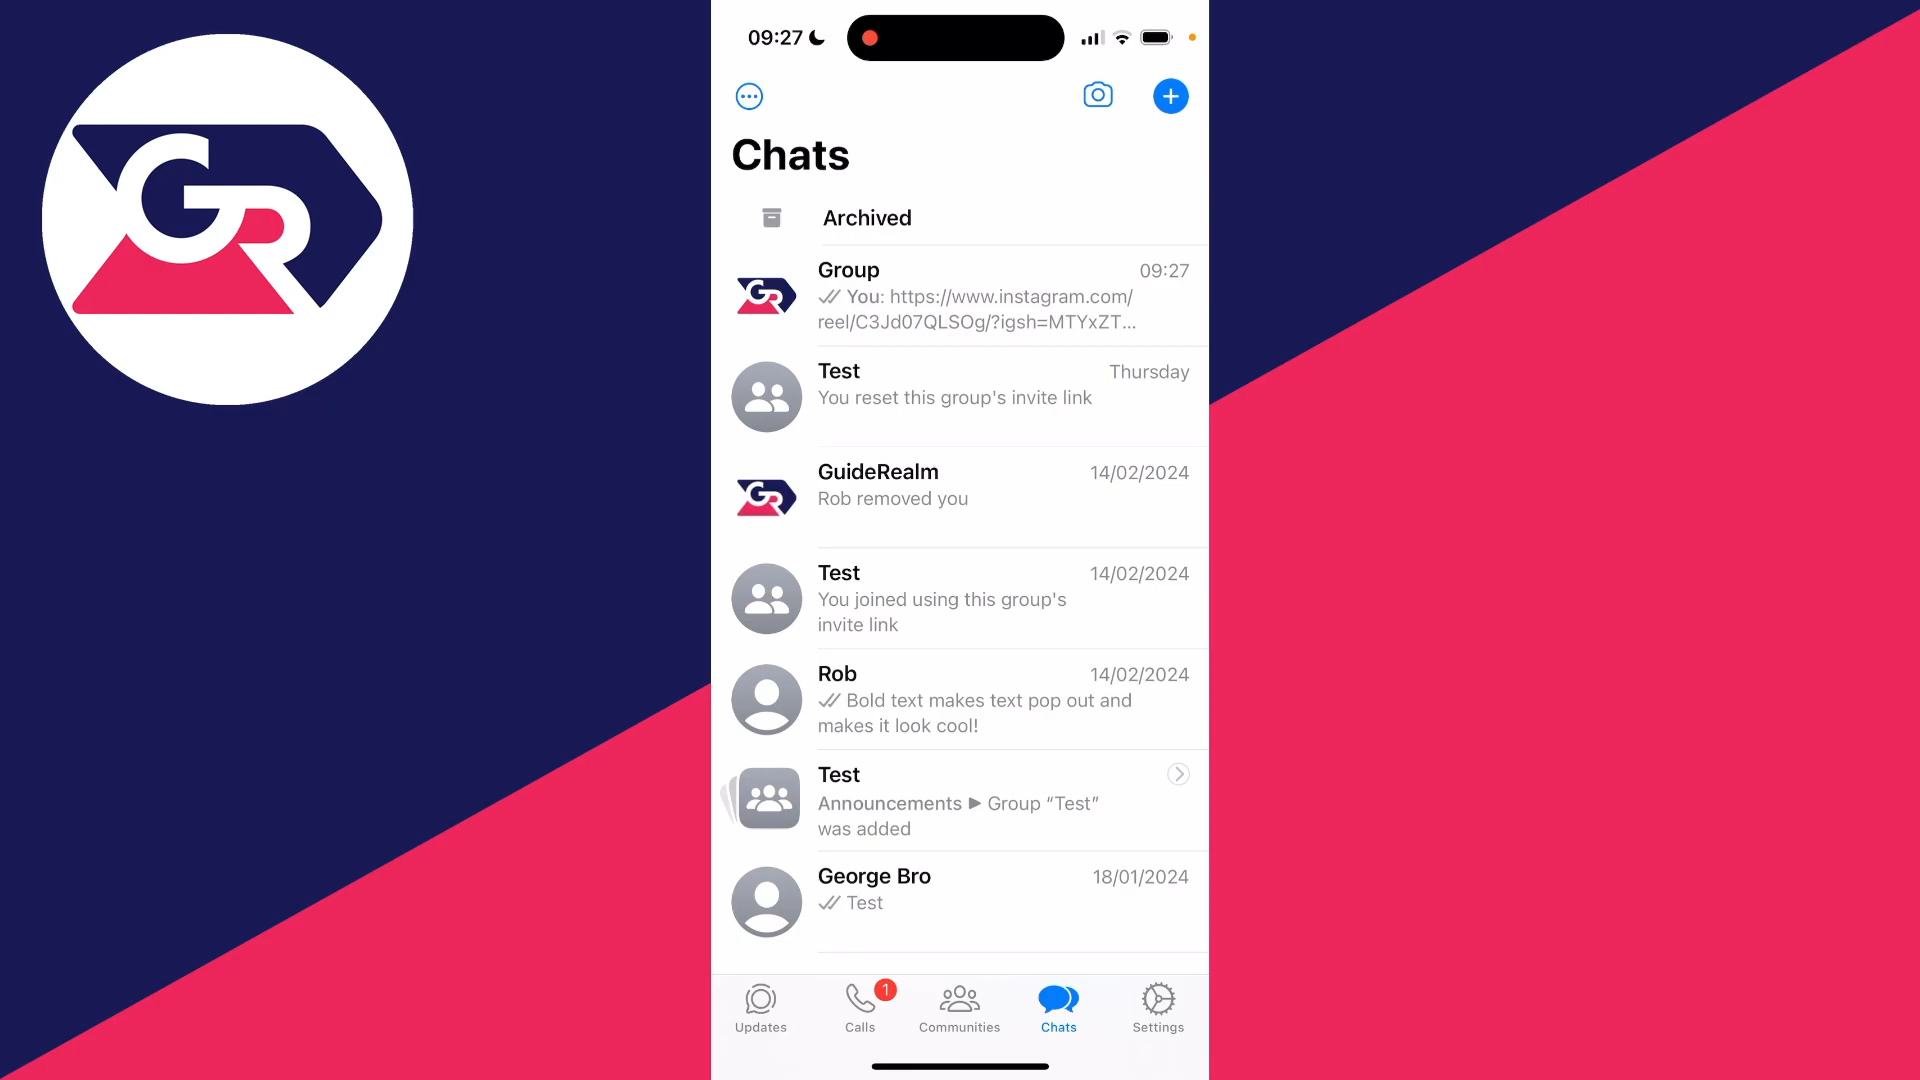 GR
09:27
Chats
Archived
GR
Group
09:27
You: https://www.instagram.com/
reel/C3Jd07QLSOg/?igsh=MTYxZT...
Test
Thursday
You reset this group's invite link
GR
GuideRealm
14/02/2024
Rob removed you
Test
14/02/2024
You joined using this group's
invite link
Rob
14/02/2024
Bold text makes text pop out and
makes it look cool!
Test
Announcements ▶ Group “Test”
was added
George Bro
18/01/2024
Test
1
Updates
Calls
Communities
Chats
Settings